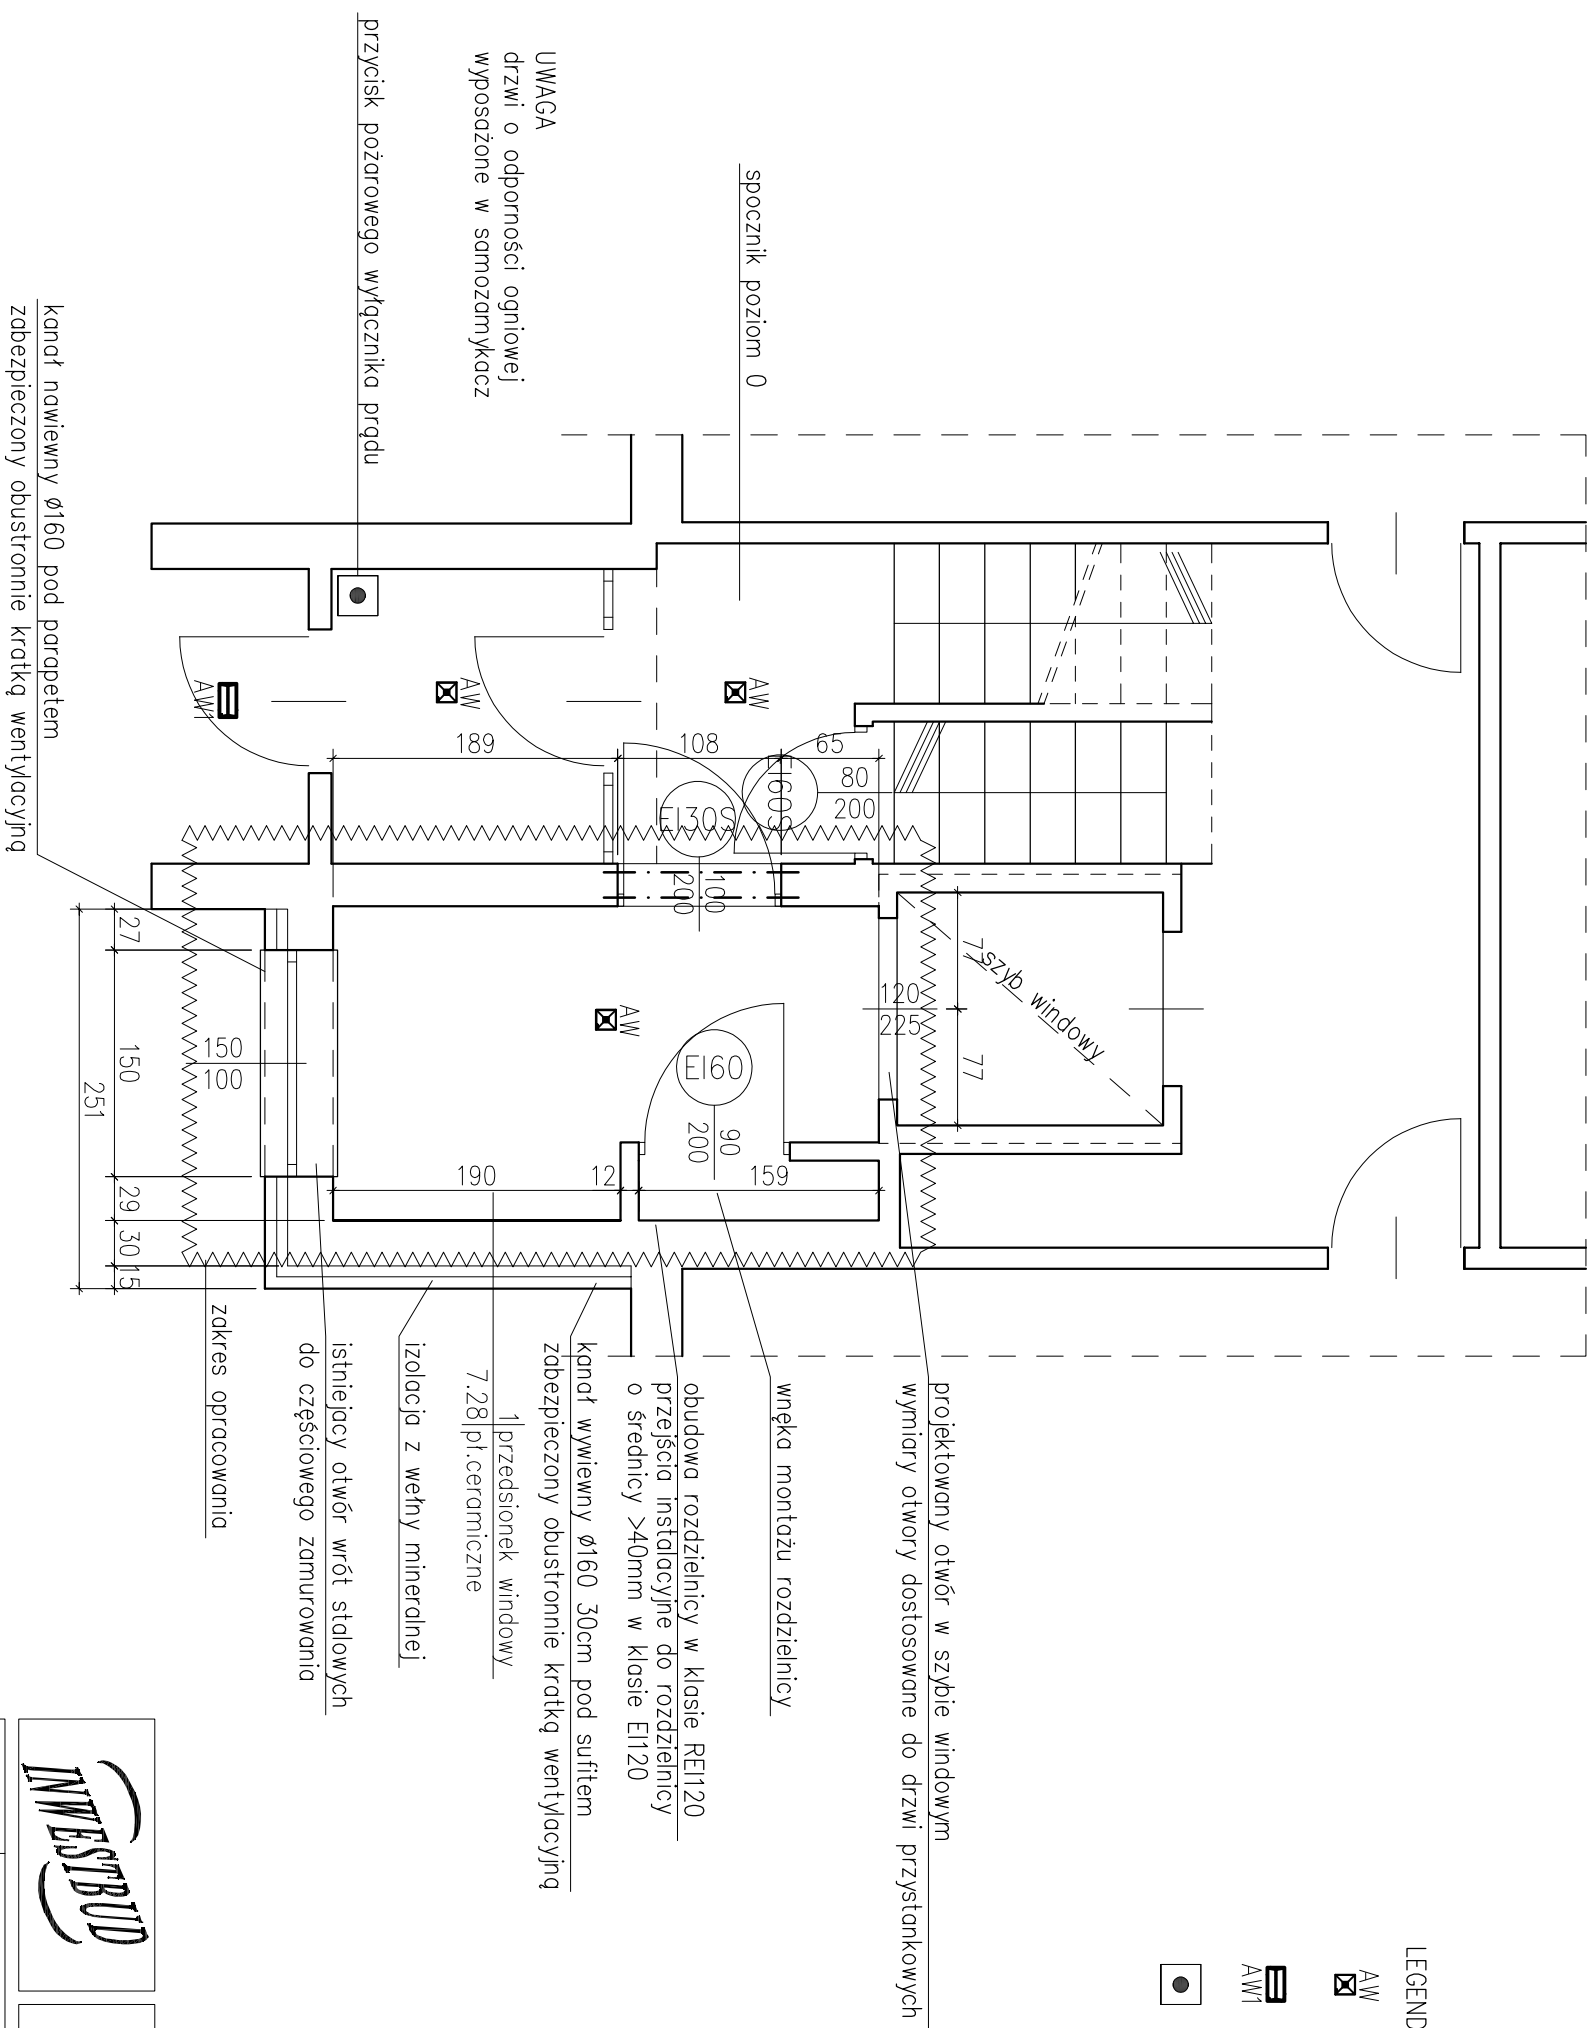 LEGEND
AW
AW1
projektowany otwór w szybie windowym
wymiary otwory dostosowane do drzwi przystankowych
wnęka montażu rozdzielnicy
obudowa rozdzielnicy w klasie REI120
przejścia instalacyjne do rozdzielnicy
o średnicy >40mm w klasie EI120
kanał wywiewny ø160 30cm pod sufitem
zabezpieczony obustronnie kratką wentylacyjną
1 przedsionek windowy
7.28 pł.ceramiczne
izolacja z wełny mineralnej
istniejacy otwór wrót stalowych
do częściowego zamurowania
zakres opracowania
spocznik poziom 0
UWAGA
drzwi o odporności ogniowej
wyposażone w samozamykacz
przycisk pożarowego wyłącznika prądu
kanał nawiewny ø160 pod parapetem
zabezpieczony obustronnie kratką wentylacyjną
szyb windowy
77
77
120
225
AW
AW
AW1
AW
189
108
65
80
200
EI60S
EI30S
100
200
EI60
90
200
190
12
159
150
100
27
150
29
30
15
251
INWESTBUD